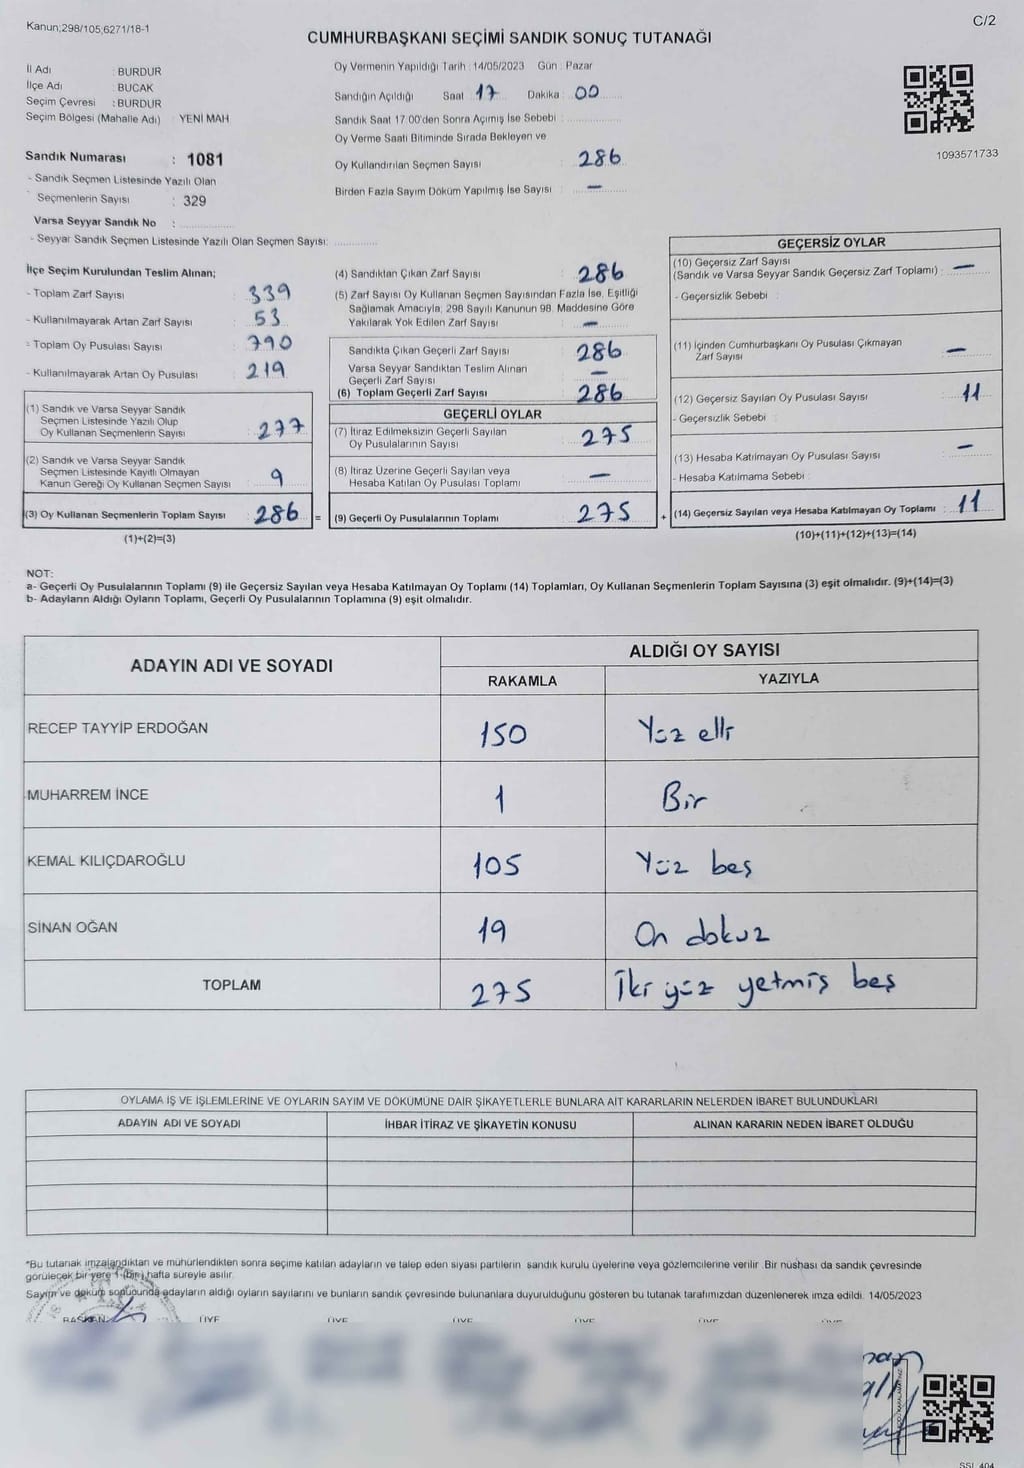 Kanun;298/105;6271/18-1
C/2
CUMHURBAŞKANI SEÇİMİ SANDIK SONUÇ TUTANAĞI
İl Adı : BURDUR
İlçe Adı : BUCAK
Seçim Çevresi : BURDUR
Seçim Bölgesi (Mahalle Adı) : YENİ MAH
Sandık Numarası : 1081
- Sandık Seçmen Listesinde Yazılı Olan
Seçmenlerin Sayısı : 329
Varsa Seyyar Sandık No :
- Seyyar Sandık Seçmen Listesinde Yazılı Olan Seçmen Sayısı:
Oy Vermenin Yapıldığı Tarih : 14/05/2023 Gün : Pazar
Sandığın Açıldığı Saat 17 Dakika : 00
Sandık Saat 17.00'den Sonra Açımış İse Sebebi :
Oy Verme Saati Bitiminde Sırada Bekleyen ve
Oy Kullandırılan Seçmen Sayısı : 286
Birden Fazla Sayım Döküm Yapılmış İse Sayısı : —
1093571733
İlçe Seçim Kurulundan Teslim Alınan;
- Toplam Zarf Sayısı : 339
- Kullanılmayarak Artan Zarf Sayısı : 53
- Toplam Oy Pusulası Sayısı : 790
- Kullanılmayarak Artan Oy Pusulası : 219
(1) Sandık ve Varsa Seyyar Sandık
Seçmen Listesinde Yazılı Olup
Oy Kullanan Seçmenlerin Sayısı : 277
(2) Sandık ve Varsa Seyyar Sandık
Seçmen Listesinde Kayıtlı Olmayan
Kanun Gereği Oy Kullanan Seçmen Sayısı : 9
(3) Oy Kullanan Seçmenlerin Toplam Sayısı : 286 =
(1)+(2)=(3)
(4) Sandıktan Çıkan Zarf Sayısı : 286
(5) Zarf Sayısı Oy Kullanan Seçmen Sayısından Fazla İse, Eşitliği
Sağlamak Amacıyla, 298 Sayılı Kanunun 98. Maddesine Göre
Yakılarak Yok Edilen Zarf Sayısı : —
Sandıkta Çıkan Geçerli Zarf Sayısı : 286
Varsa Seyyar Sandıktan Teslim Alınan
Geçerli Zarf Sayısı : —
(6) Toplam Geçerli Zarf Sayısı : 286
GEÇERLİ OYLAR
(7) İtiraz Edilmeksizin Geçerli Sayılan
Oy Pusulalarının Sayısı : 275
(8) İtiraz Üzerine Geçerli Sayılan veya
Hesaba Katılan Oy Pusulası Toplamı : —
(9) Geçerli Oy Pusulalarının Toplamı : 275 +
GEÇERSİZ OYLAR
(10) Geçersiz Zarf Sayısı
(Sandık ve Varsa Seyyar Sandık Geçersiz Zarf Toplamı) : —
- Geçersizlik Sebebi :
(11) İçinden Cumhurbaşkanı Oy Pusulası Çıkmayan
Zarf Sayısı : —
(12) Geçersiz Sayılan Oy Pusulası Sayısı : 11
- Geçersizlik Sebebi :
(13) Hesaba Katılmayan Oy Pusulası Sayısı : —
- Hesaba Katılmama Sebebi :
(14) Geçersiz Sayılan veya Hesaba Katılmayan Oy Toplamı : 11
(10)+(11)+(12)+(13)=(14)
NOT:
a- Geçerli Oy Pusulalarının Toplamı (9) ile Geçersiz Sayılan veya Hesaba Katılmayan Oy Toplamı (14) Toplamları, Oy Kullanan Seçmenlerin Toplam Sayısına (3) eşit olmalıdır. (9)+(14)=(3)
b- Adayların Aldığı Oyların Toplamı, Geçerli Oy Pusulalarının Toplamına (9) eşit olmalıdır.
ADAYIN ADI VE SOYADI ALDIĞI OY SAYISI
RAKAMLA YAZIYLA
RECEP TAYYİP ERDOĞAN 150 Yüz elli
MUHARREM İNCE 1 Bir
KEMAL KILIÇDAROĞLU 105 Yüz beş
SİNAN OĞAN 19 On dokuz
TOPLAM 275 İki yüz yetmiş beş
OYLAMA İŞ VE İŞLEMLERİNE VE OYLARIN SAYIM VE DÖKÜMÜNE DAİR ŞİKAYETLERLE BUNLARA AİT KARARLARIN NELERDEN İBARET BULUNDUKLARI
ADAYIN ADI VE SOYADI İHBAR İTİRAZ VE ŞİKAYETİN KONUSU ALINAN KARARIN NEDEN İBARET OLDUĞU
*Bu tutanak imzalandıktan ve mühürlendikten sonra seçime katılan adayların ve talep eden siyasi partilerin sandık kurulu üyelerine veya gözlemcilerine verilir. Bir nüshası da sandık çevresinde
görülecek bir yere 1 (bir) hafta süreyle asılır.
Sayım ve döküm sonucunda adayların aldığı oyların sayılarını ve bunların sandık çevresinde bulunanlara duyurulduğunu gösteren bu tutanak tarafımızdan düzenlenerek imza edildi. 14/05/2023
BAŞKAN ÜYE ÜYE ÜYE ÜYE ÜYE ÜYE
SSI 404